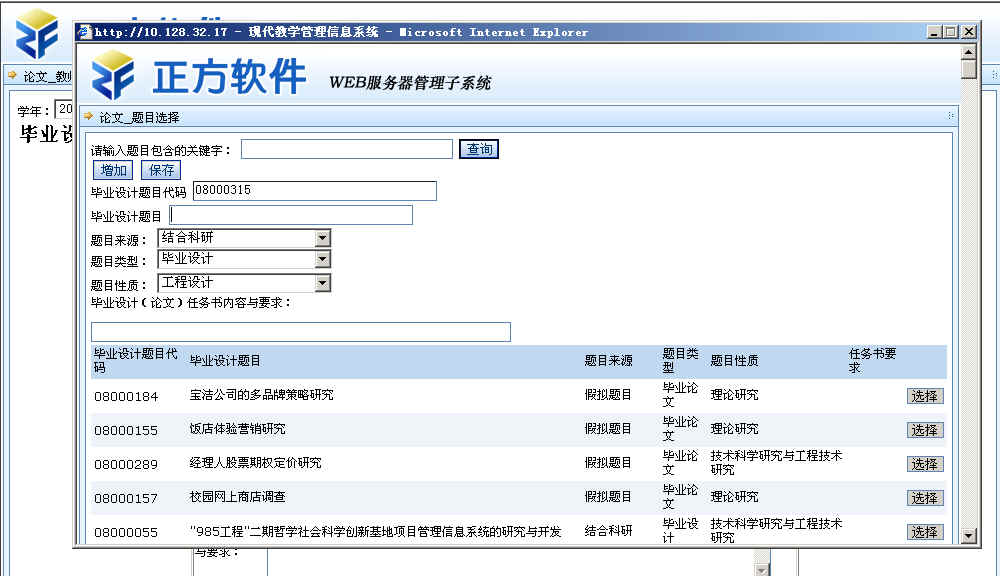 http://10.128.32.17 - 现代教学管理信息系统 - Microsoft Internet Explorer
正方软件 WEB服务器管理子系统
论文_教
学年： 20
毕业设
论文_题目选择
请输入题目包含的关键字： 查询
增加 保存
毕业设计题目代码 08000315
毕业设计题目
题目来源： 结合科研
题目类型： 毕业设计
题目性质： 工程设计
毕业设计(论文)任务书内容与要求：
毕业设计题目代码 毕业设计题目 题目来源 题目类型 题目性质 任务书要求
08000184 宝洁公司的多品牌策略研究 假拟题目 毕业论文 理论研究 选择
08000155 饭店体验营销研究 假拟题目 毕业论文 理论研究 选择
08000289 经理人股票期权定价研究 假拟题目 毕业论文 技术科学研究与工程技术研究 选择
08000157 校园网上商店调查 假拟题目 毕业论文 理论研究 选择
08000055 "985工程"二期哲学社会科学创新基地项目管理信息系统的研究与开发 结合科研 毕业设计 技术科学研究与工程技术研究 选择
与要求：